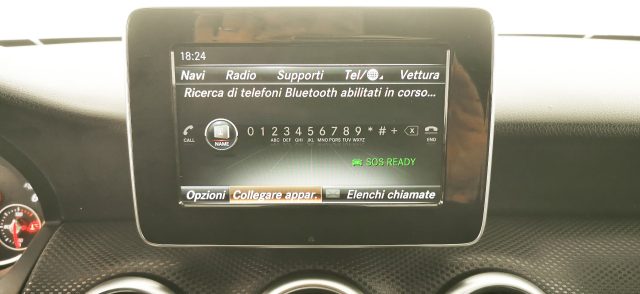 18:24
Navi Radio Supporti Tel/ Vettura
Ricerca di telefoni Bluetooth abilitati in corso...
0 1 2 3 4 5 6 7 8 9 * # +
CALL NAME ABC DEF GHI JKL MNO PQRS TUV WXYZ END
SOS READY
Opzioni Collegare appar. Elenchi chiamate